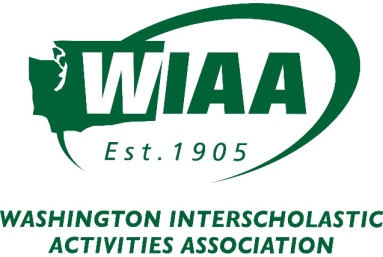 WIAA
Est. 1905
WASHINGTON INTERSCHOLASTIC
ACTIVITIES ASSOCIATION